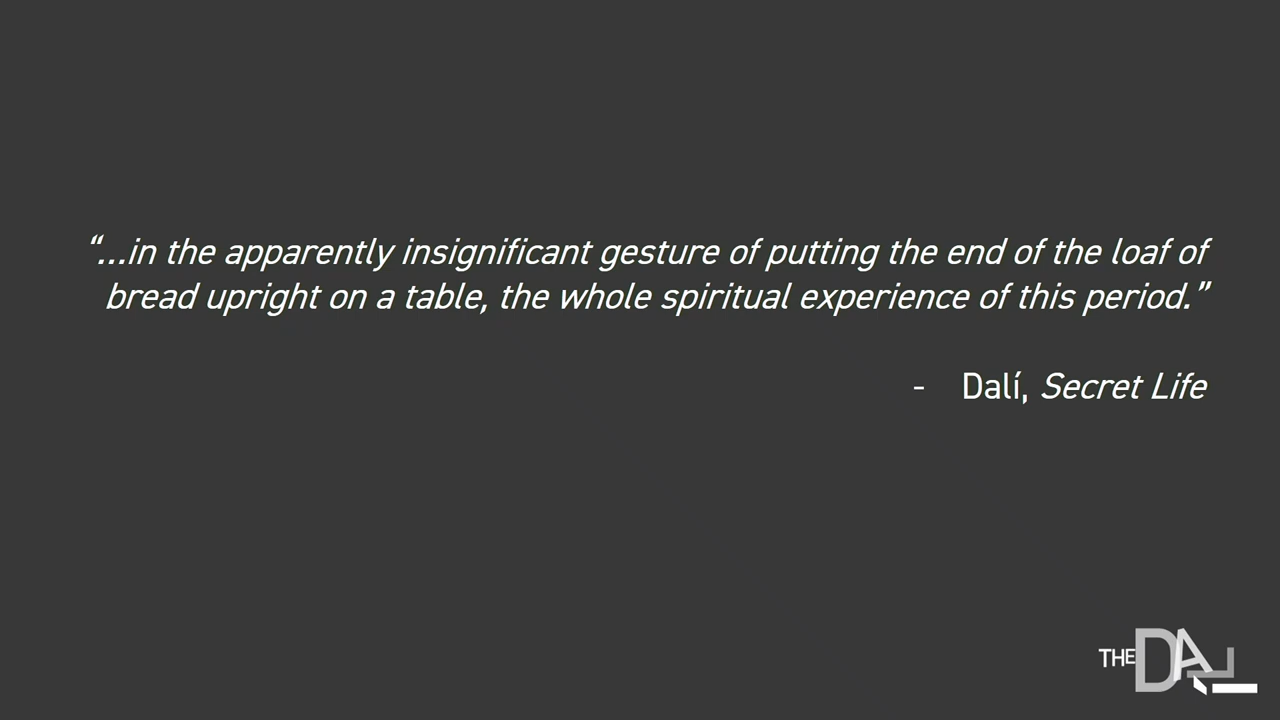 “...in the apparently insignificant gesture of putting the end of the loaf of
bread upright on a table, the whole spiritual experience of this period.”
- Dalí, Secret Life
THE DALÍ